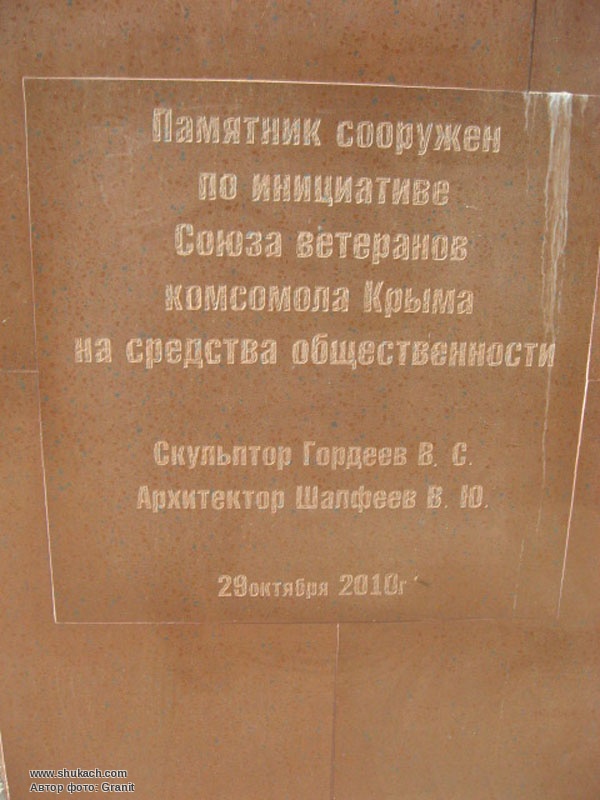 Памятник сооружен
по инициативе
Союза ветеранов
комсомола Крыма
на средства общественности
Скульптор Гордеев В. С.
Архитектор Шалфеев В. Ю.
29октября 2010г
www.shukach.com
Автор фото: Granit